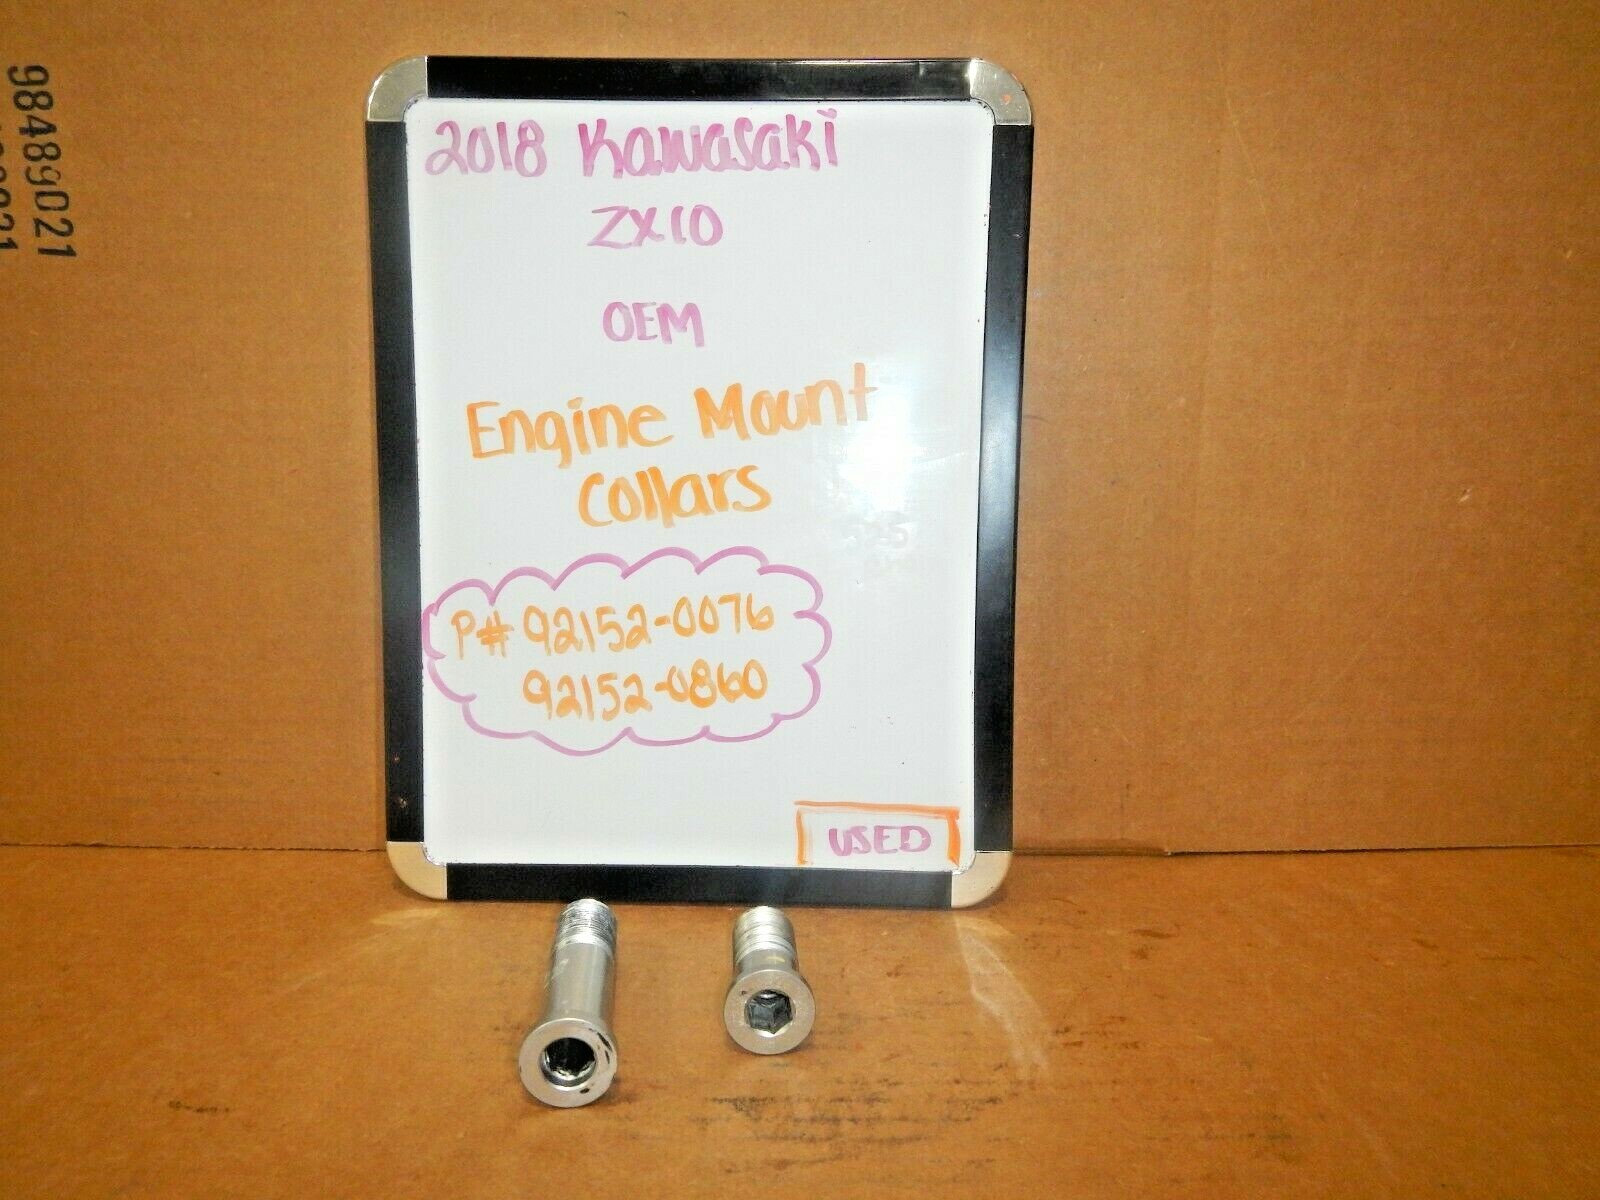 98489021
2018 Kawasaki
ZX10
OEM
Engine Mount
Collars
P# 92152-0076
92152-0860
USED